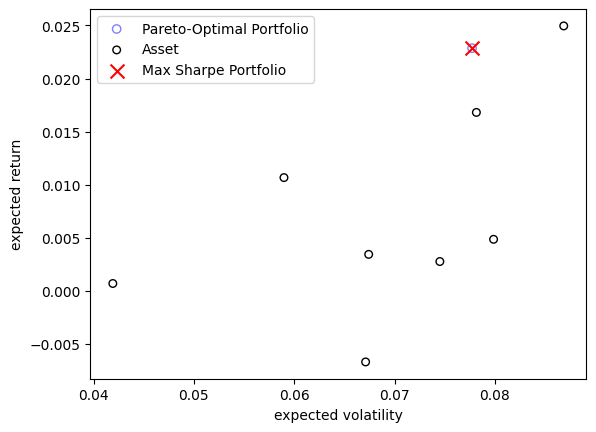 Pareto-Optimal Portfolio
Asset
Max Sharpe Portfolio
expected return
0.025
0.020
0.015
0.010
0.005
0.000
−0.005
0.04 0.05 0.06 0.07 0.08
expected volatility